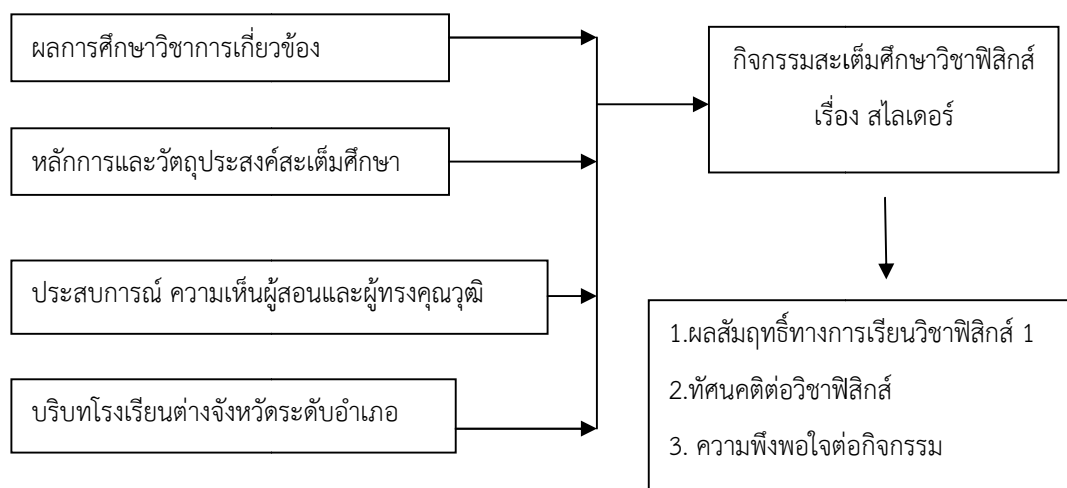 ผลการศึกษาวิชาการเกี่ยวข้อง
หลักการและวัตถุประสงค์สะเต็มศึกษา
ประสบการณ์ ความเห็นผู้สอนและผู้ทรงคุณวุฒิ
บริบทโรงเรียนต่างจังหวัดระดับอำเภอ
กิจกรรมสะเต็มศึกษาวิชาฟิสิกส์
เรื่อง สไลเดอร์
1.ผลสัมฤทธิ์ทางการเรียนวิชาฟิสิกส์ 1
2.ทัศนคติต่อวิชาฟิสิกส์
3. ความพึงพอใจต่อกิจกรรม